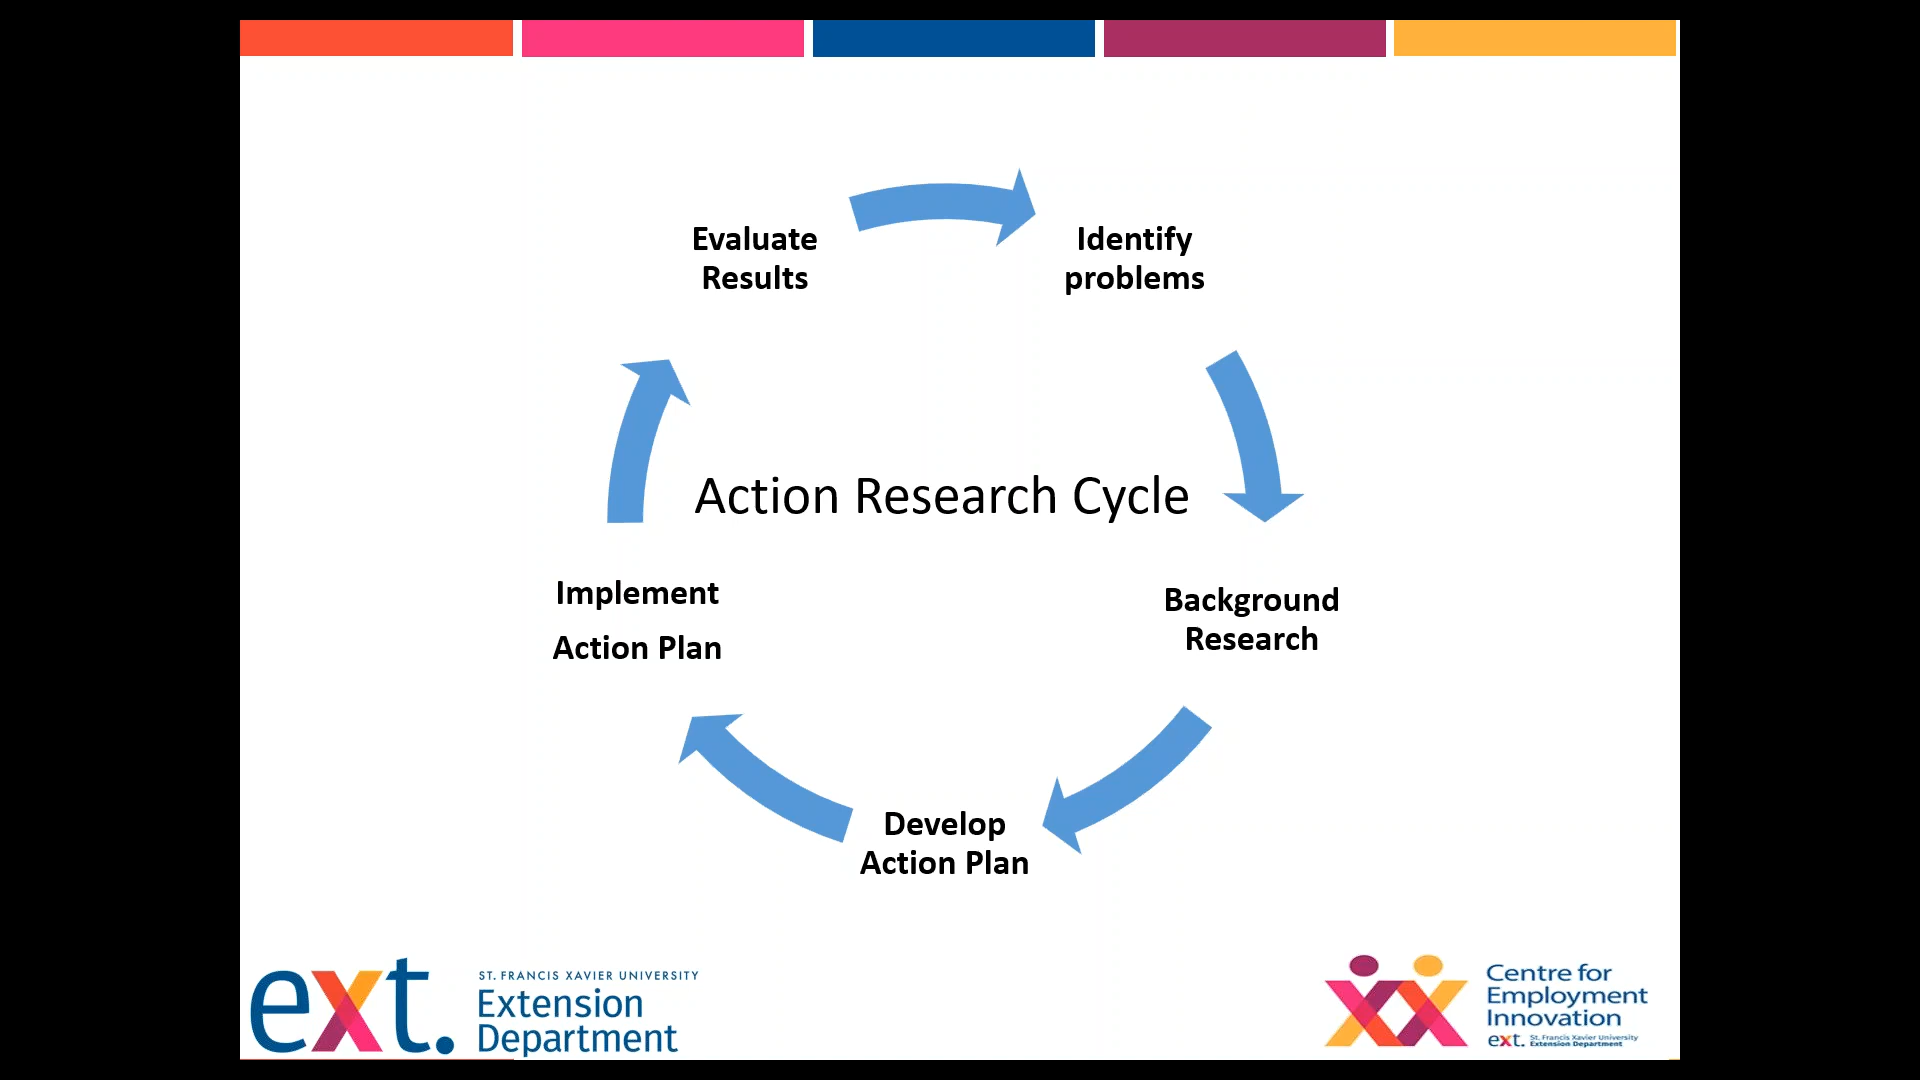 Evaluate
Results
Identify
problems
Action Research Cycle
Implement
Action Plan
Background
Research
Develop
Action Plan
ext.
ST. FRANCIS XAVIER UNIVERSITY
Extension
Department
Centre for
Employment
Innovation
ext. St. Francis Xavier University
Extension Department